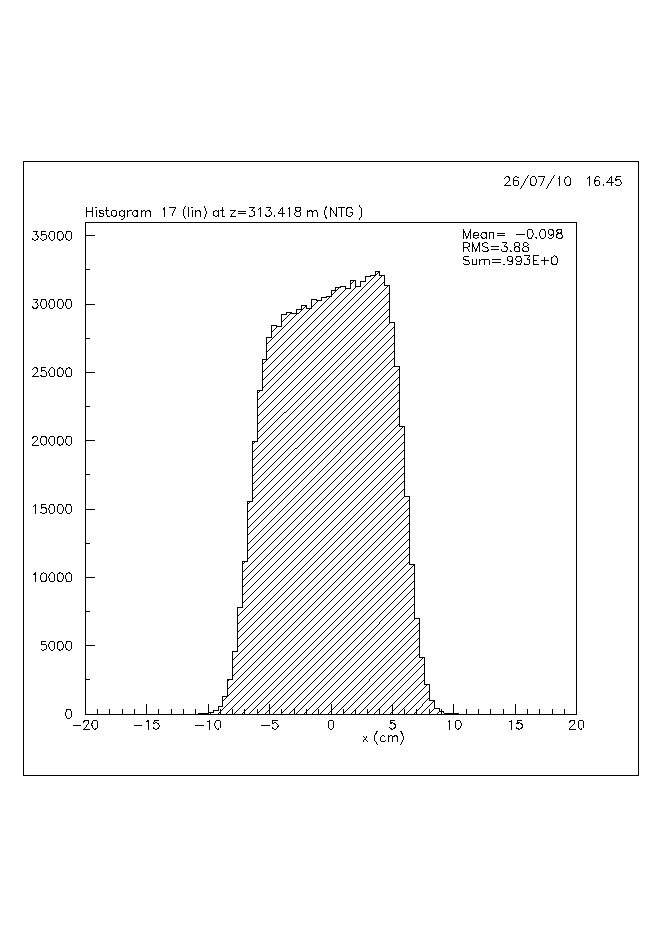 26/07/10 16.45
Histogram 17 (lin) at z=313.418 m (NTG )
Mean= -0.098
RMS=3.88
Sum=.993E+0
35000
30000
25000
20000
15000
10000
5000
0
-20 -15 -10 -5 0 5 10 15 20
x (cm)